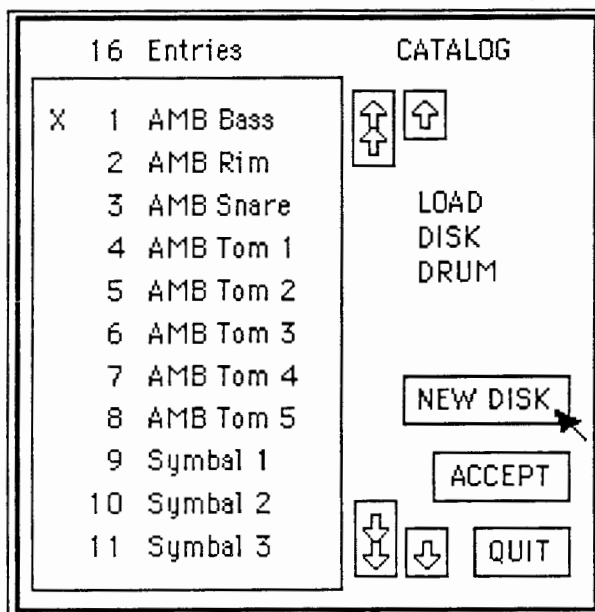 16 Entries
CATALOG
X 1 AMB Bass
2 AMB Rim
3 AMB Snare
4 AMB Tom 1
5 AMB Tom 2
6 AMB Tom 3
7 AMB Tom 4
8 AMB Tom 5
9 Symbal 1
10 Symbal 2
11 Symbal 3
LOAD
DISK
DRUM
NEW DISK
ACCEPT
QUIT